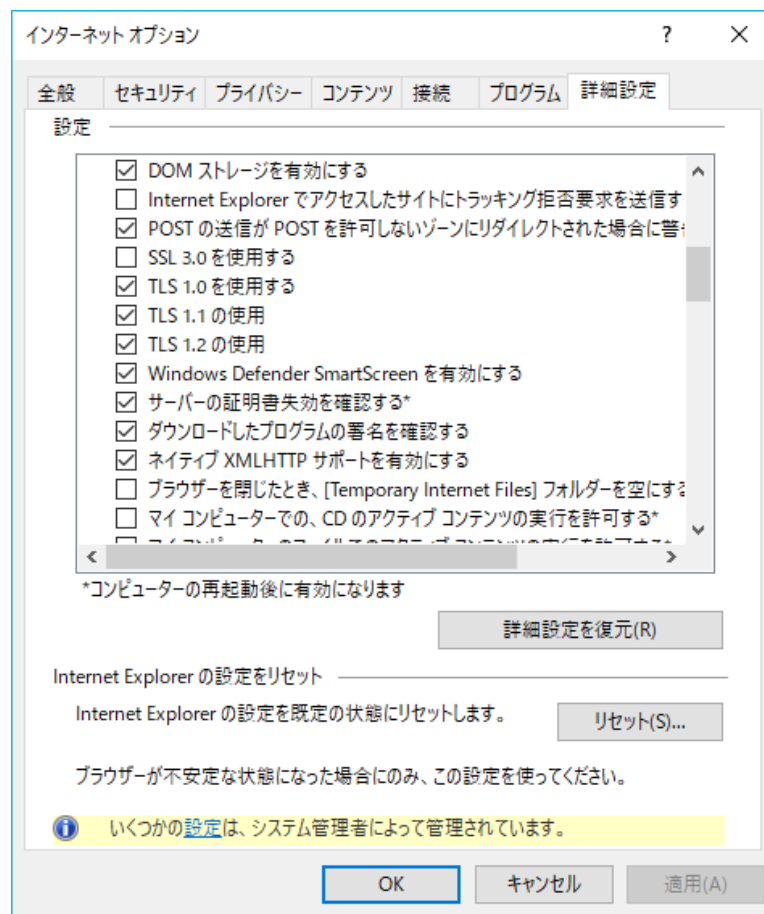 インターネット オプション
?
×
全般 セキュリティ プライバシー コンテンツ 接続 プログラム 詳細設定
設定
DOM ストレージを有効にする
Internet Explorer でアクセスしたサイトにトラッキング拒否要求を送信す
POST の送信が POST を許可しないゾーンにリダイレクトされた場合に警
SSL 3.0 を使用する
TLS 1.0 を使用する
TLS 1.1 の使用
TLS 1.2 の使用
Windows Defender SmartScreen を有効にする
サーバーの証明書失効を確認する*
ダウンロードしたプログラムの署名を確認する
ネイティブ XMLHTTP サポートを有効にする
ブラウザーを閉じたとき、[Temporary Internet Files] フォルダーを空にする
マイ コンピューターでの、CD のアクティブ コンテンツの実行を許可する*
*コンピューターの再起動後に有効になります
詳細設定を復元(R)
Internet Explorer の設定をリセット
Internet Explorer の設定を既定の状態にリセットします。
リセット(S)...
ブラウザーが不安定な状態になった場合にのみ、この設定を使ってください。
いくつかの設定は、システム管理者によって管理されています。
OK キャンセル 適用(A)